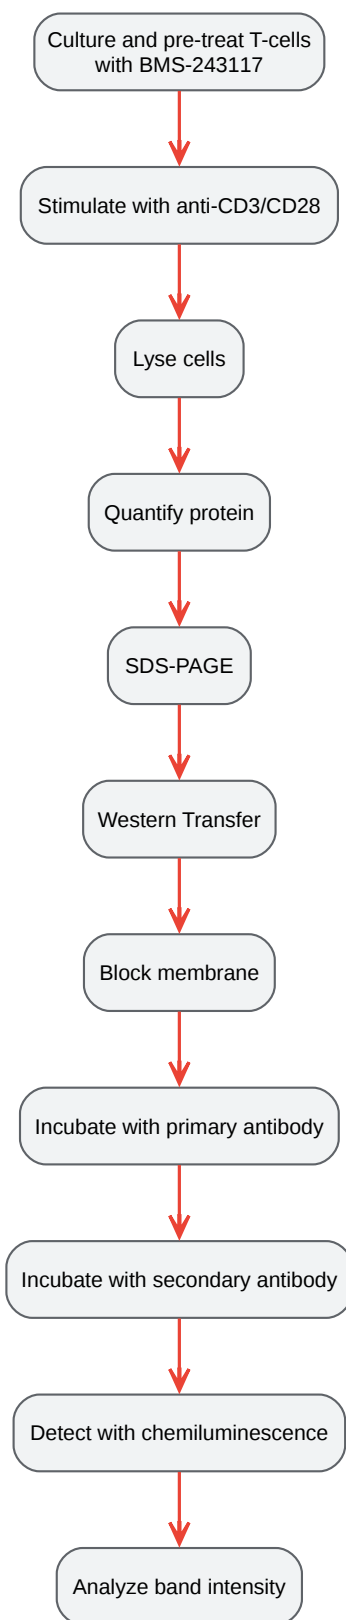 Culture and pre-treat T-cells
with BMS-243117
Stimulate with anti-CD3/CD28
Lyse cells
Quantify protein
SDS-PAGE
Western Transfer
Block membrane
Incubate with primary antibody
Incubate with secondary antibody
Detect with chemiluminescence
Analyze band intensity